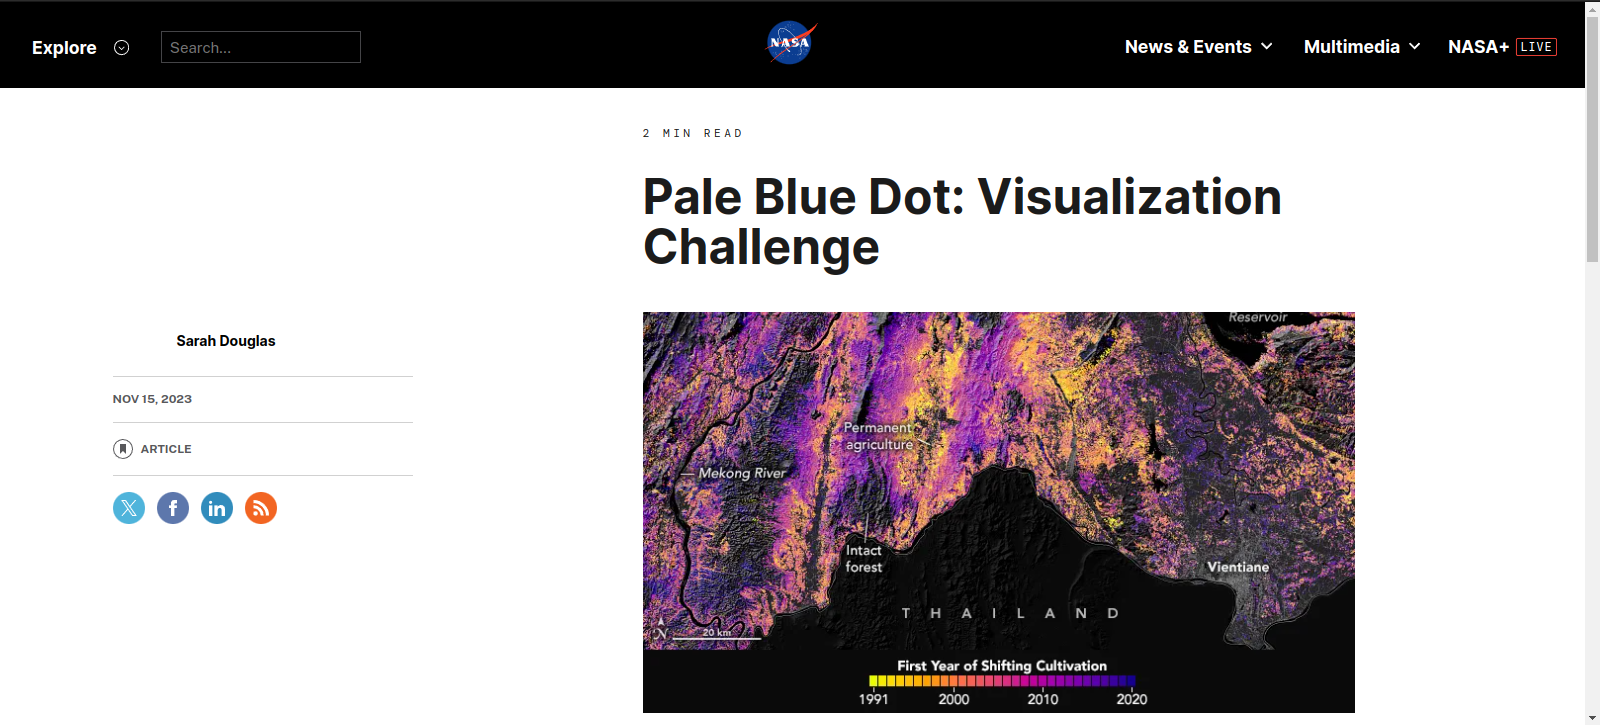 Explore
Search...
NASA
News & Events
Multimedia
NASA+ LIVE
2 MIN READ
Pale Blue Dot: Visualization
Challenge
Sarah Douglas
NOV 15, 2023
ARTICLE
Reservoir
Permanent
agriculture
Mekong River
Intact
forest
Vientiane
THAILAND
N
20 km
First Year of Shifting Cultivation
1991 2000 2010 2020